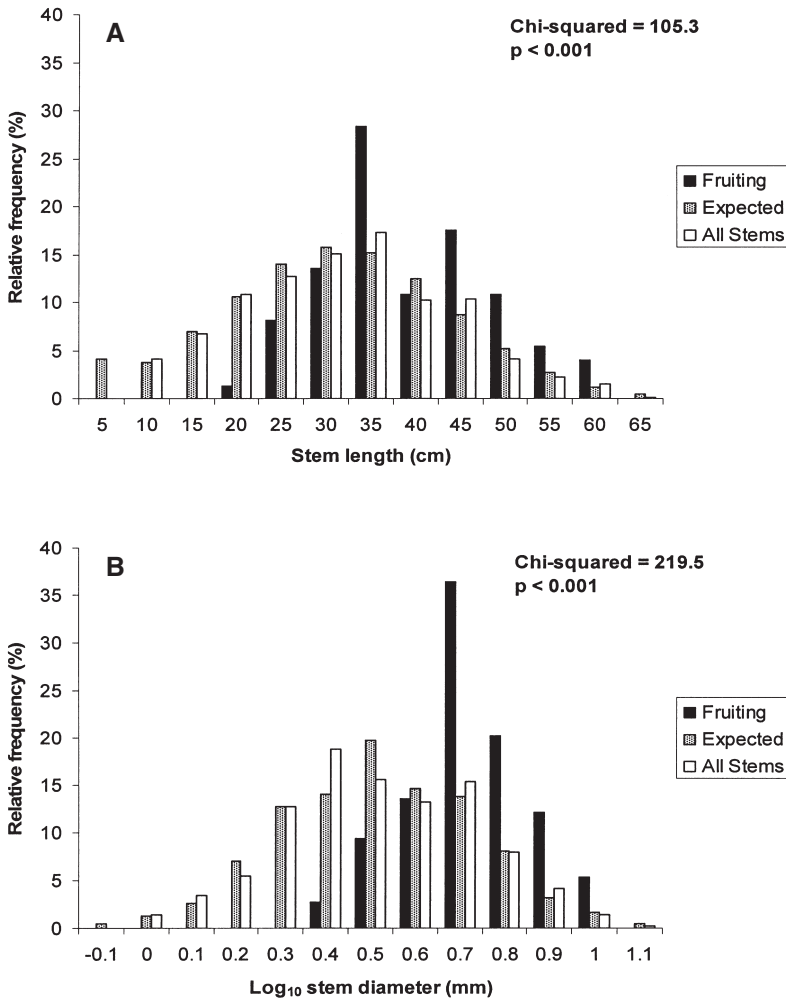 A
Chi-squared = 105.3
p < 0.001
Relative frequency (%)
40
35
30
25
20
15
10
5
0
Fruiting
Expected
All Stems
5 10 15 20 25 30 35 40 45 50 55 60 65
Stem length (cm)
B
Chi-squared = 219.5
p < 0.001
Relative frequency (%)
40
35
30
25
20
15
10
5
0
Fruiting
Expected
All Stems
-0.1 0 0.1 0.2 0.3 0.4 0.5 0.6 0.7 0.8 0.9 1 1.1
Log₁₀ stem diameter (mm)